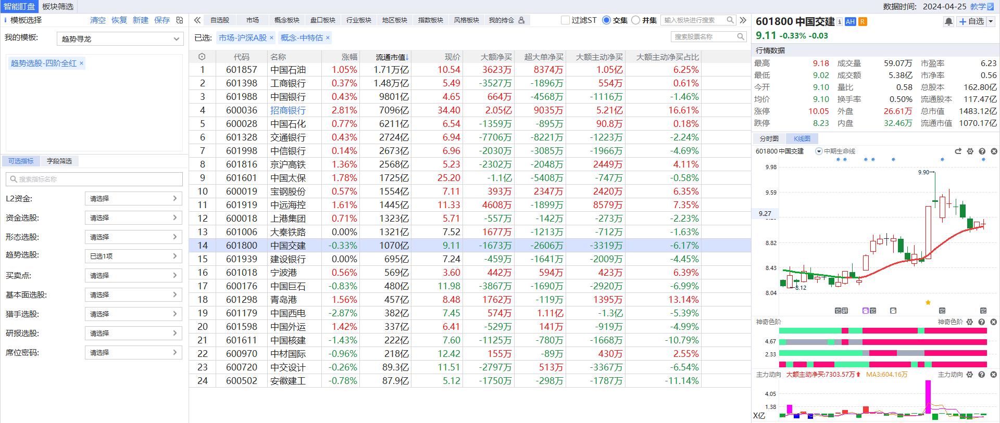 智能盯盘 板块筛选 数据时间: 2024-04-25 教学
模板选择 清空 恢复 新建 保存
我的模板: 趋势寻龙
趋势选股-四阶全红 ×
可选指标 字段筛选
搜索指标名称
L2资金: 请选择
资金选股: 请选择
形态选股: 请选择
趋势选股: 已选1项
买卖点: 请选择
基本面选股: 请选择
猎手选股: 请选择
研报选股: 请选择
席位密码: 请选择
自选股 市场 概念板块 盘口板块 行业板块 地区板块 指数板块 风格板块 我的持仓 过滤ST 交集 并集 输入板块进行搜索
已选: 市场-沪深A股 × 概念-中特估 × 搜索股票名称
代码 名称 涨幅 流通市值↓ 现价 大额净买 超大单净买 大额主动净买 大额主动净买占比
1 601857 中国石油 1.05% 1.71万亿 10.54 3623万 8374万 1.05亿 6.25%
2 601398 工商银行 0.37% 1.48万亿 5.49 -3527万 -1896万 554万 0.61%
3 601988 中国银行 0.43% 9801亿 4.65 664万 -4568万 -1116万 -1.46%
4 600036 招商银行 2.81% 7096亿 34.40 2.05亿 9035万 5.21亿 16.61%
5 600028 中国石化 0.77% 6211亿 6.54 -1359万 -895万 90.8万 0.18%
6 601328 交通银行 0.43% 2724亿 6.94 -7706万 -8221万 -1223万 -2.24%
7 601998 中信银行 0.14% 2673亿 6.96 -2030万 -3085万 -1966万 -4.69%
8 601816 京沪高铁 1.36% 2568亿 5.23 -2302万 -2048万 2449万 4.11%
9 601601 中国太保 1.78% 1725亿 25.20 -1.1亿 -5408万 -747万 -0.58%
10 600019 宝钢股份 0.57% 1554亿 7.11 393万 2347万 2420万 6.35%
11 601919 中远海控 1.61% 1445亿 11.33 4608万 -1899万 8579万 7.35%
12 600018 上港集团 0.71% 1323亿 5.71 -557万 -142万 -273万 -2.23%
13 601006 大秦铁路 0.00% 1321亿 7.52 1677万 -1213万 -712万 -1.63%
14 601800 中国交建 -0.33% 1070亿 9.11 -1673万 -2606万 -3319万 -6.17%
15 601939 建设银行 0.00% 695亿 7.24 -459万 -1641万 -2009万 -4.45%
16 601018 宁波港 0.56% 569亿 3.60 442万 594万 423万 6.39%
17 600176 中国巨石 -0.83% 480亿 11.98 -3867万 -1690万 -2920万 -6.99%
18 601298 青岛港 1.56% 457亿 8.48 1762万 -119万 1395万 13.14%
19 601179 中国西电 -2.87% 382亿 7.45 574万 1.11亿 -1.3亿 -5.39%
20 601598 中国外运 1.42% 337亿 6.41 -529万 141万 -919万 -4.99%
21 601611 中国核建 -1.43% 222亿 7.60 -1125万 -780万 -1668万 -10.79%
22 600970 中材国际 -0.96% 218亿 12.42 155万 -89万 430万 2.55%
23 600720 中交设计 -0.26% 89.3亿 11.51 -2797万 513万 -3367万 -6.54%
24 600502 安徽建工 -0.78% 87.9亿 5.12 -1750万 -298万 -1787万 -11.14%
601800 中国交建 i AH R +自选
9.11 -0.33% -0.03
行情数据
最高 9.18 成交量 59.07万 市盈率 6.23
最低 9.02 成交额 5.38亿 市净率 0.56
今开 9.10 量比 0.58 总股本 162.80亿
均价 9.10 换手率 0.50% 流通股本 117.47亿
涨停 10.05 外盘 26.61万 总市值 1483.12亿
跌停 8.23 内盘 32.46万 流通市值 1070.17亿
分时图 K线图
601800 中国交建 中期生命线
9.98
9.90
9.59
9.27
8.82
8.43
8.12
8.04
神奇色阶 神奇色阶
4.67
2.33
主力动向 大额主动净买:7303.57万 MA3:604.16万 主力动向
4.05
1.38
X亿